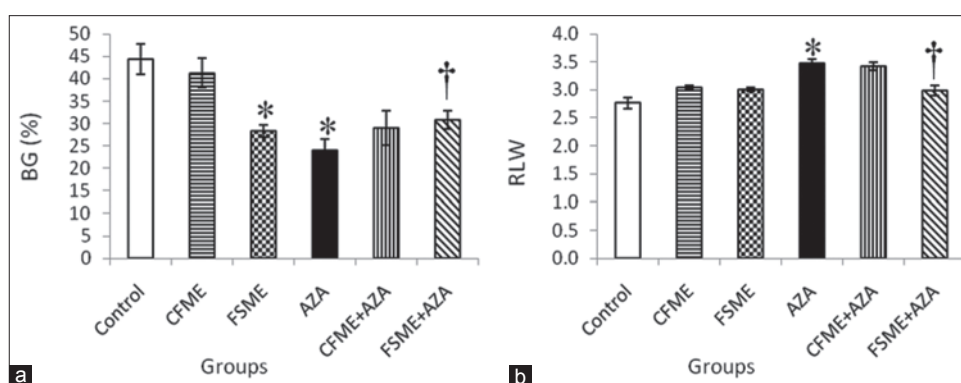 50
45
40
35
30
25
20
15
10
5
0
BG (%)
*
*
†
Control
CFME
FSME
AZA
CFME+AZA
FSME+AZA
Groups
a
4.0
3.5
3.0
2.5
2.0
1.5
1.0
0.5
0.0
RLW
*
†
Control
CFME
FSME
AZA
CFME+AZA
FSME+AZA
Groups
b